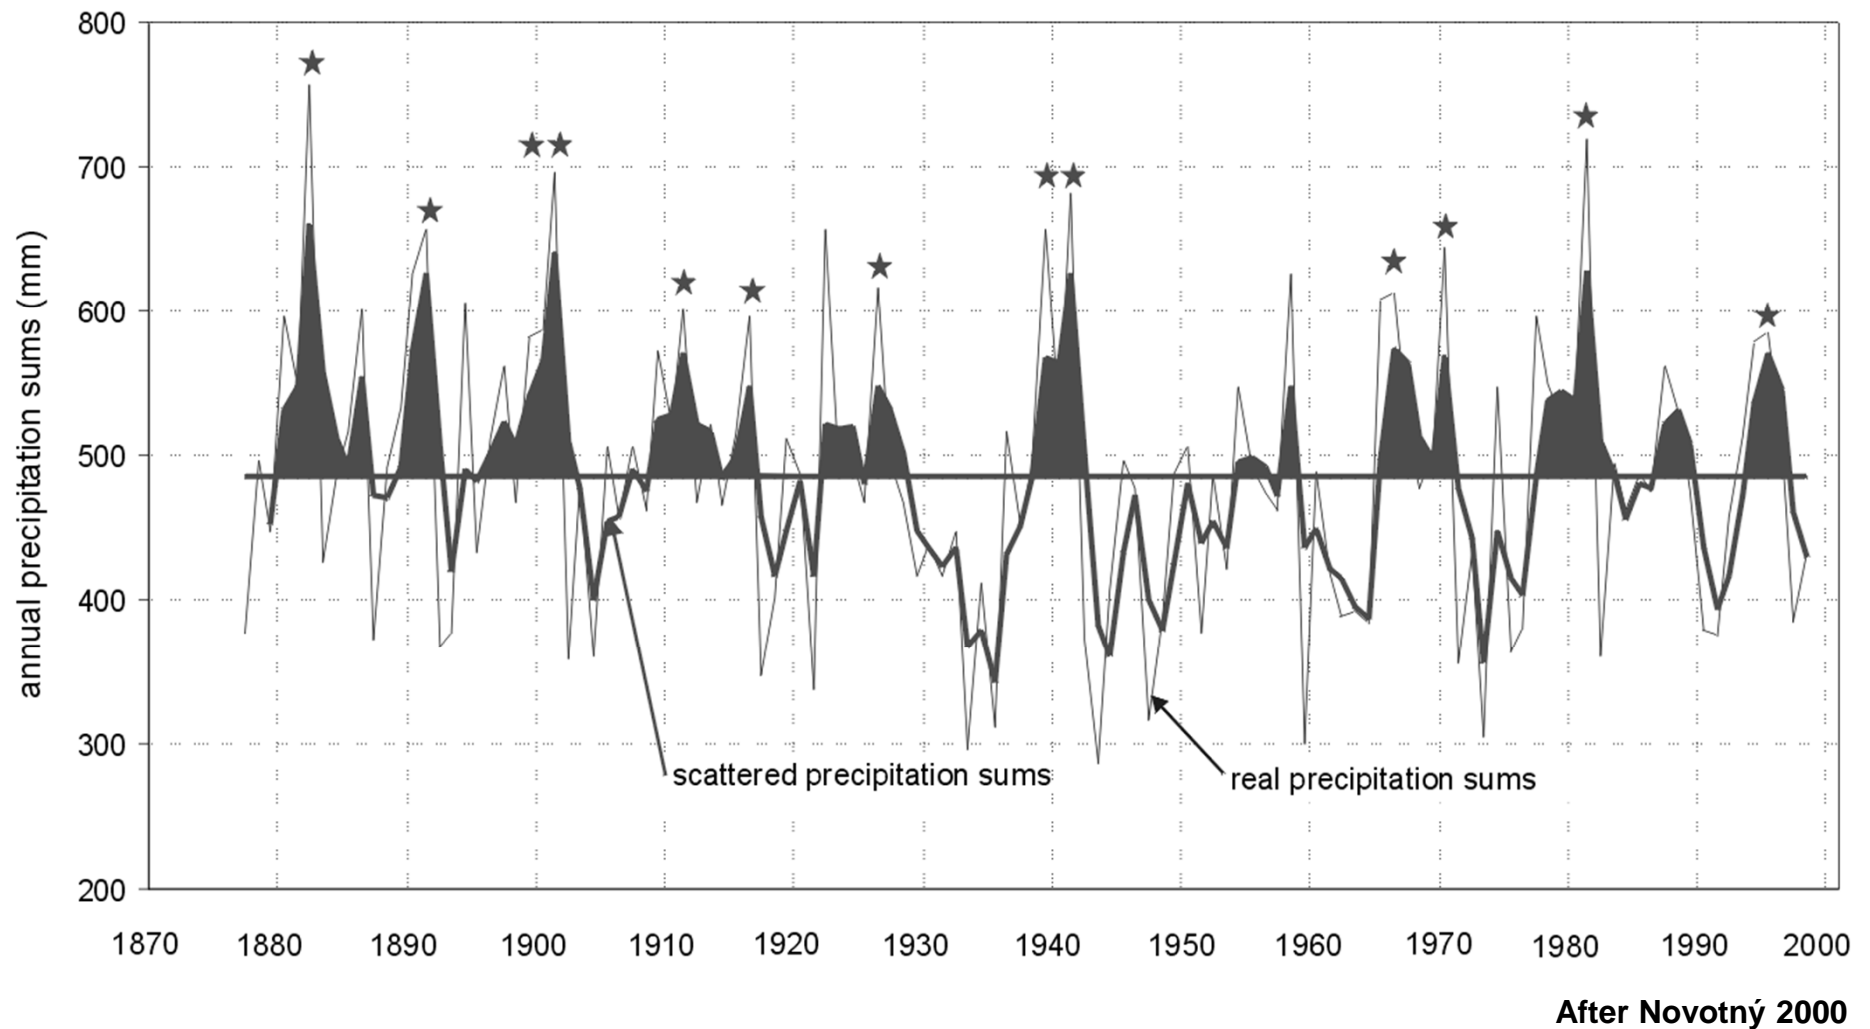 800
700
600
500
400
300
200
annual precipitation sums (mm)
scattered precipitation sums
real precipitation sums
1870 1880 1890 1900 1910 1920 1930 1940 1950 1960 1970 1980 1990 2000
After Novotný 2000